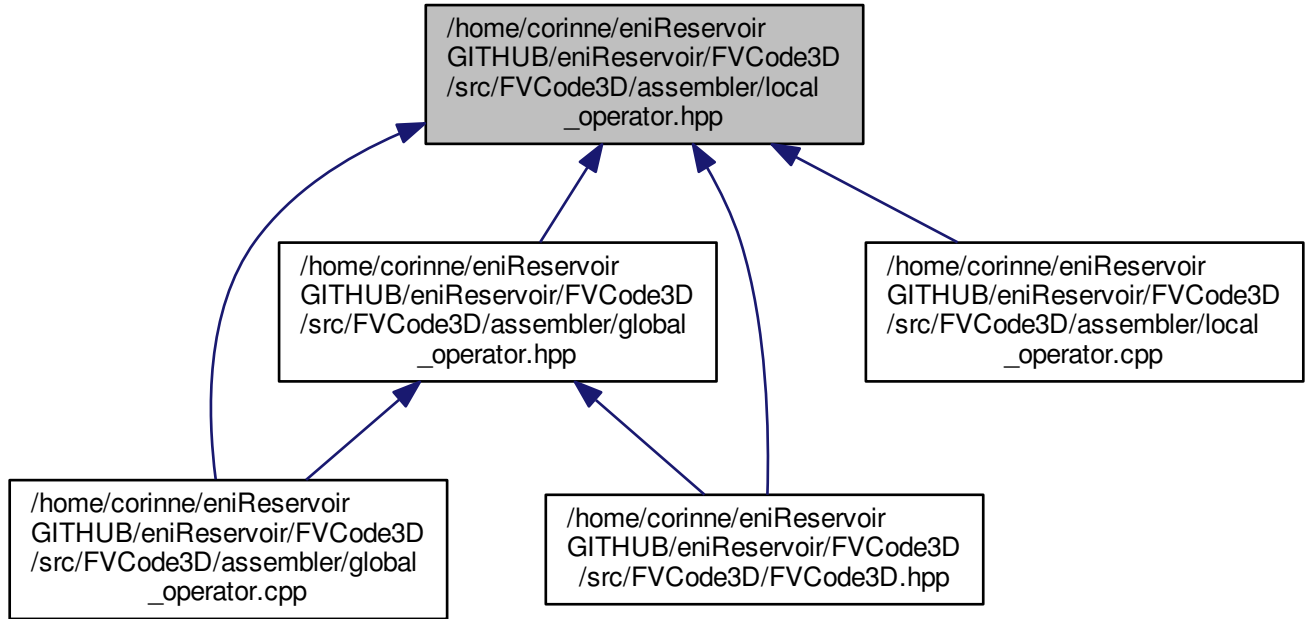 /home/corinne/eniReservoir
GITHUB/eniReservoir/FVCode3D
/src/FVCode3D/assembler/local
_operator.hpp
/home/corinne/eniReservoir
GITHUB/eniReservoir/FVCode3D
/src/FVCode3D/assembler/global
_operator.hpp
/home/corinne/eniReservoir
GITHUB/eniReservoir/FVCode3D
/src/FVCode3D/assembler/local
_operator.cpp
/home/corinne/eniReservoir
GITHUB/eniReservoir/FVCode3D
/src/FVCode3D/assembler/global
_operator.cpp
/home/corinne/eniReservoir
GITHUB/eniReservoir/FVCode3D
/src/FVCode3D/FVCode3D.hpp